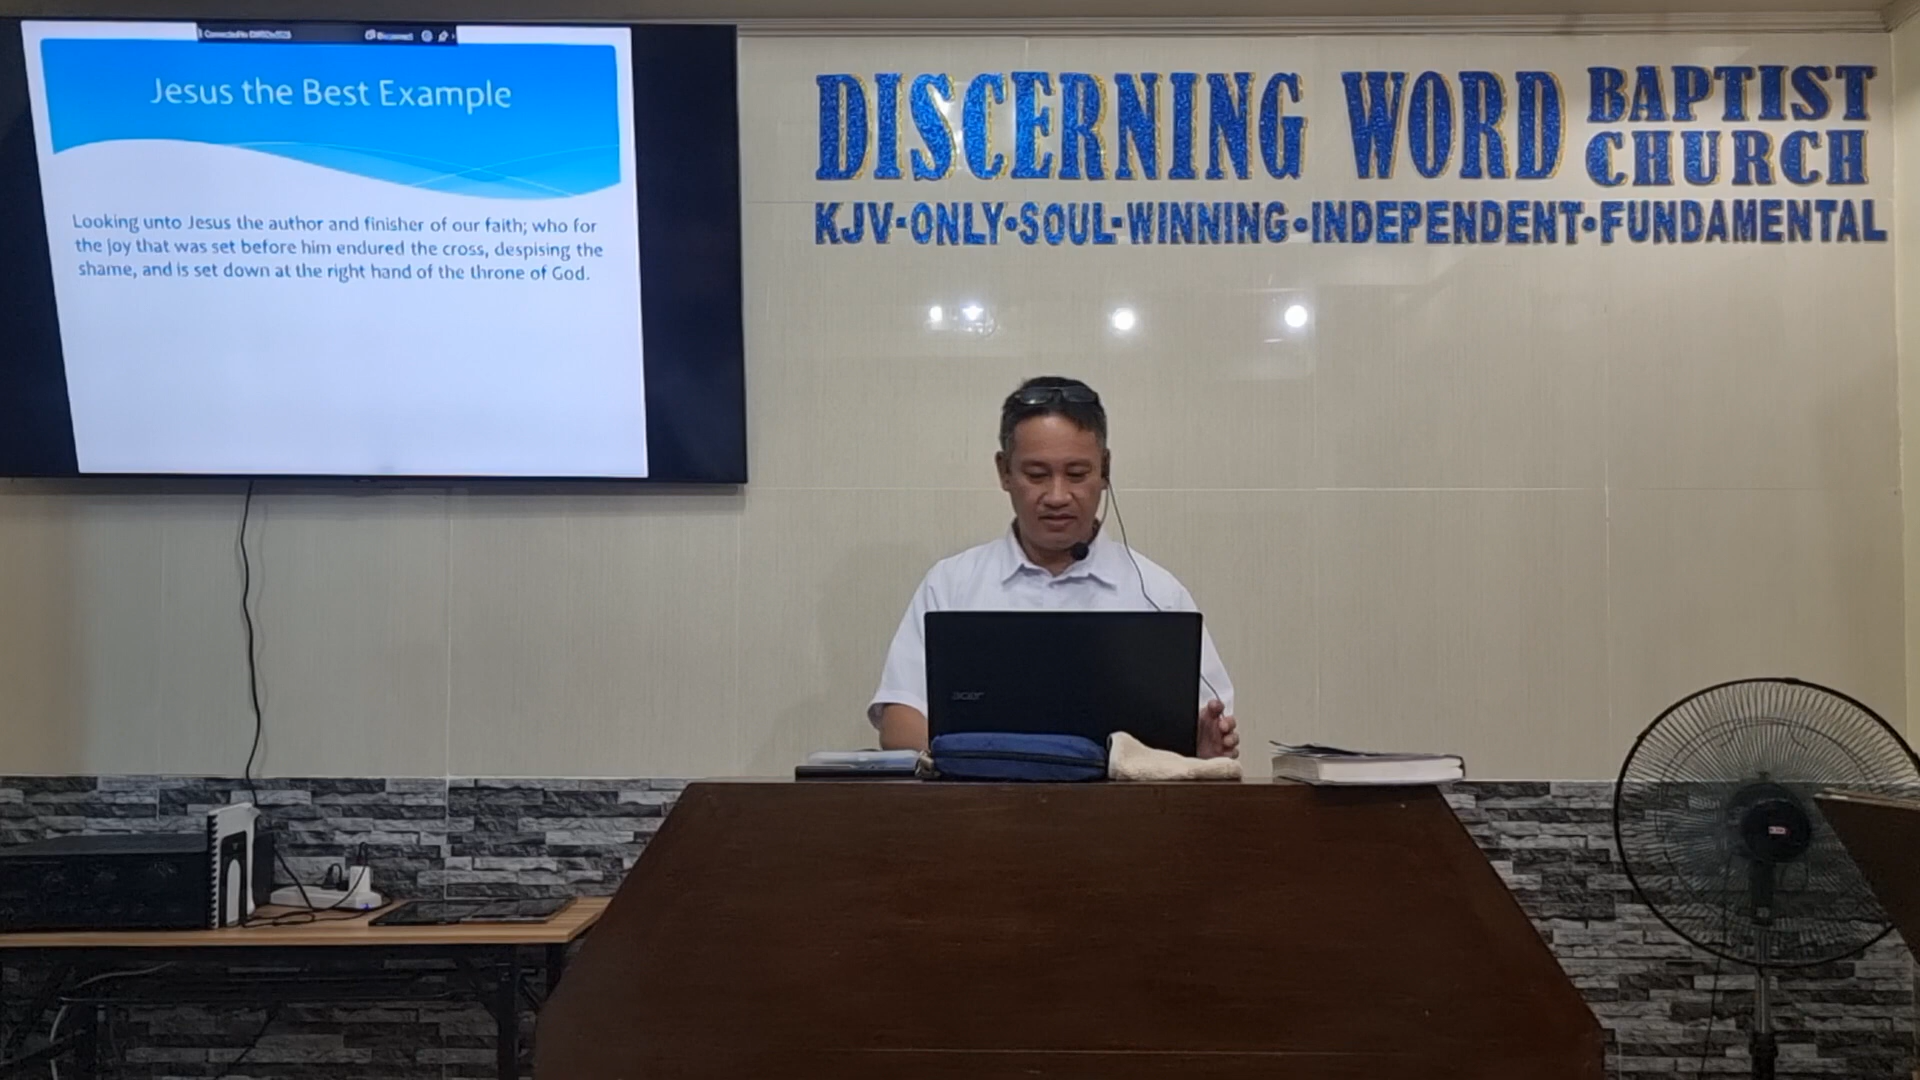 Disconnect
Jesus the Best Example
Looking unto Jesus the author and finisher of our faith; who for
the joy that was set before him endured the cross, despising the
shame, and is set down at the right hand of the throne of God.
DISCERNING WORD
BAPTIST
CHURCH
KJV-ONLY•SOUL-WINNING•INDEPENDENT•FUNDAMENTAL
acer